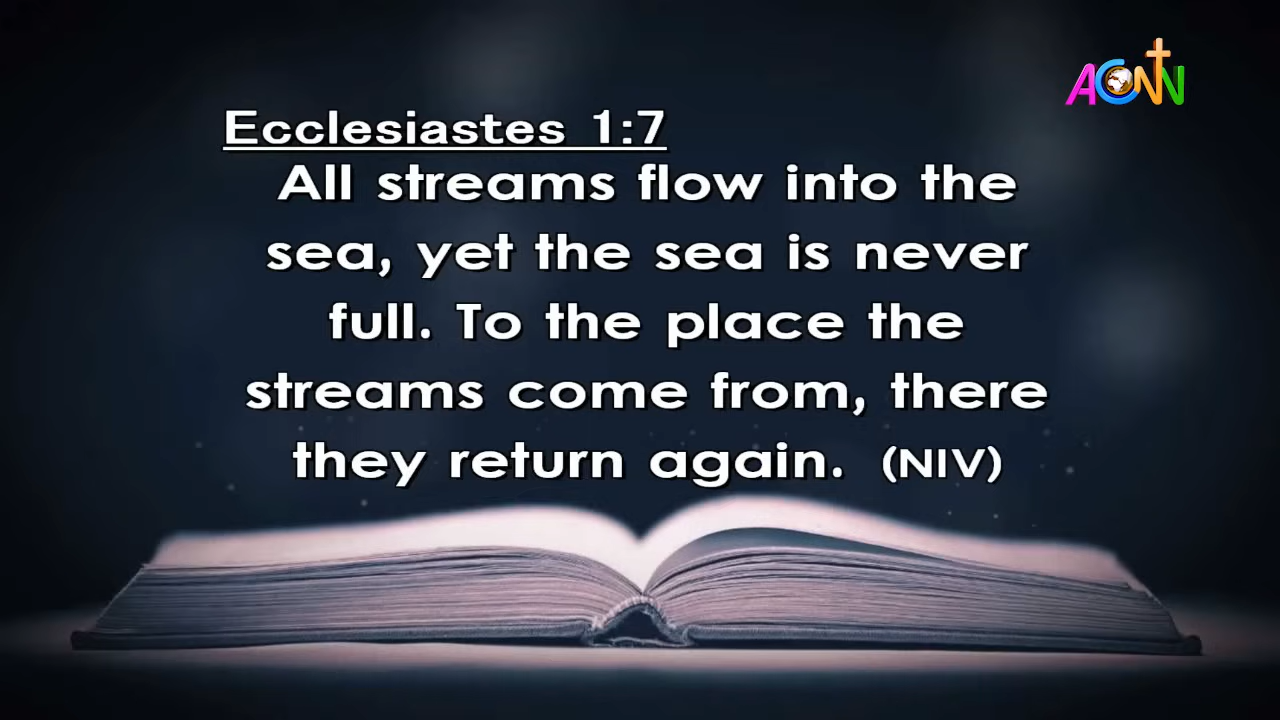 ACNN
Ecclesiastes 1:7
All streams flow into the
sea, yet the sea is never
full. To the place the
streams come from, there
they return again. (NIV)